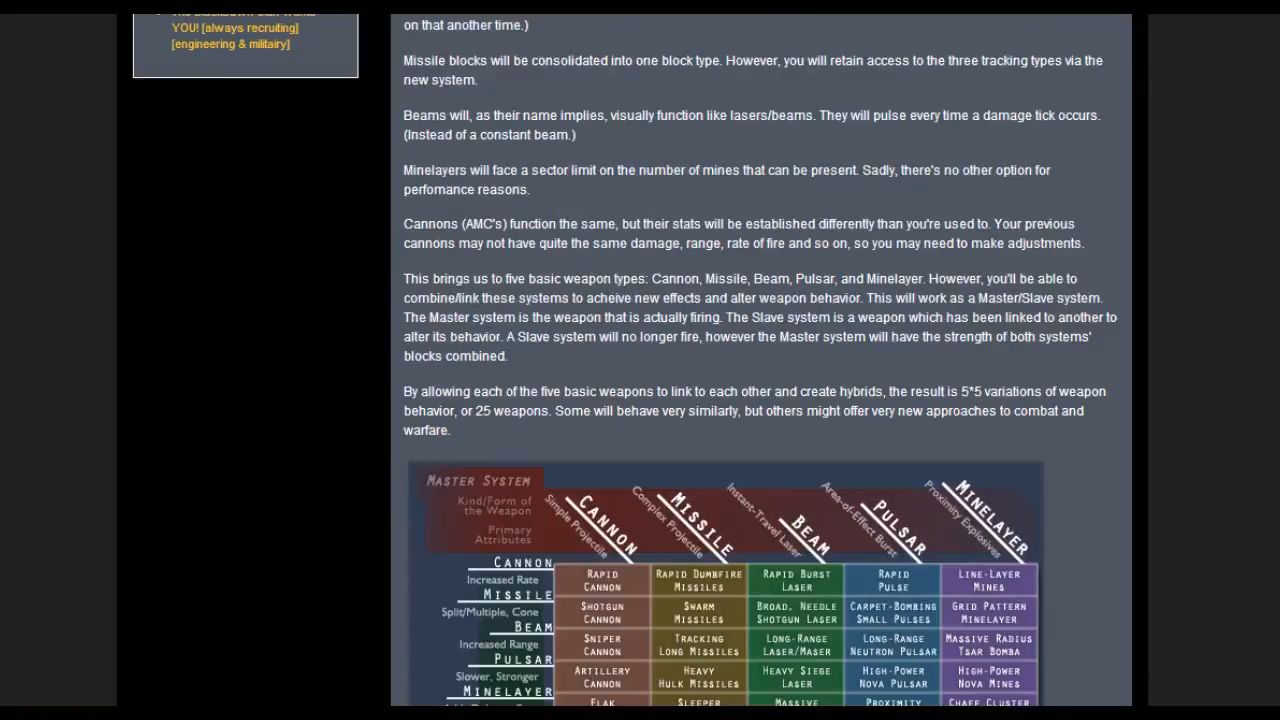 YOU! [always recruiting]
[engineering & militairy]
on that another time.)
Missile blocks will be consolidated into one block type. However, you will retain access to the three tracking types via the
new system.
Beams will, as their name implies, visually function like lasers/beams. They will pulse every time a damage tick occurs.
(Instead of a constant beam.)
Minelayers will face a sector limit on the number of mines that can be present. Sadly, there's no other option for
perfomance reasons.
Cannons (AMC's) function the same, but their stats will be established differently than you're used to. Your previous
cannons may not have quite the same damage, range, rate of fire and so on, so you may need to make adjustments.
This brings us to five basic weapon types: Cannon, Missile, Beam, Pulsar, and Minelayer. However, you'll be able to
combine/link these systems to acheive new effects and alter weapon behavior. This will work as a Master/Slave system.
The Master system is the weapon that is actually firing. The Slave system is a weapon which has been linked to another to
alter its behavior. A Slave system will no longer fire, however the Master system will have the strength of both systems'
blocks combined.
By allowing each of the five basic weapons to link to each other and create hybrids, the result is 5*5 variations of weapon
behavior, or 25 weapons. Some will behave very similarly, but others might offer very new approaches to combat and
warfare.
MASTER SYSTEM
Kind/Form of
the Weapon
Primary
Attributes
Simple Projectile
CANNON
Complex Projectile
MISSILE
Instant-Travel Laser
BEAM
Area-of-Effect Burst
PULSAR
Proximity Explosives
MINELAYER
CANNON
Increased Rate
RAPID CANNON
RAPID DUMBFIRE MISSILES
RAPID BURST LASER
RAPID PULSE
LINE-LAYER MINES
MISSILE
Split/Multiple, Cone
SHOTGUN CANNON
SWARM MISSILES
BROAD, NEEDLE SHOTGUN LASER
CARPET-BOMBING SMALL PULSES
GRID PATTERN MINELAYER
BEAM
Increased Range
SNIPER CANNON
TRACKING LONG MISSILES
LONG-RANGE LASER/MASER
LONG-RANGE NEUTRON PULSAR
MASSIVE RADIUS TSAR BOMBA
PULSAR
Slower, Stronger
ARTILLERY CANNON
HEAVY HULK MISSILES
HEAVY SIEGE LASER
HIGH-POWER NOVA PULSAR
HIGH-POWER NOVA MINES
MINELAYER
FLAK
SLEEPER
MASSIVE
PROXIMITY
CHAFF CLUSTER